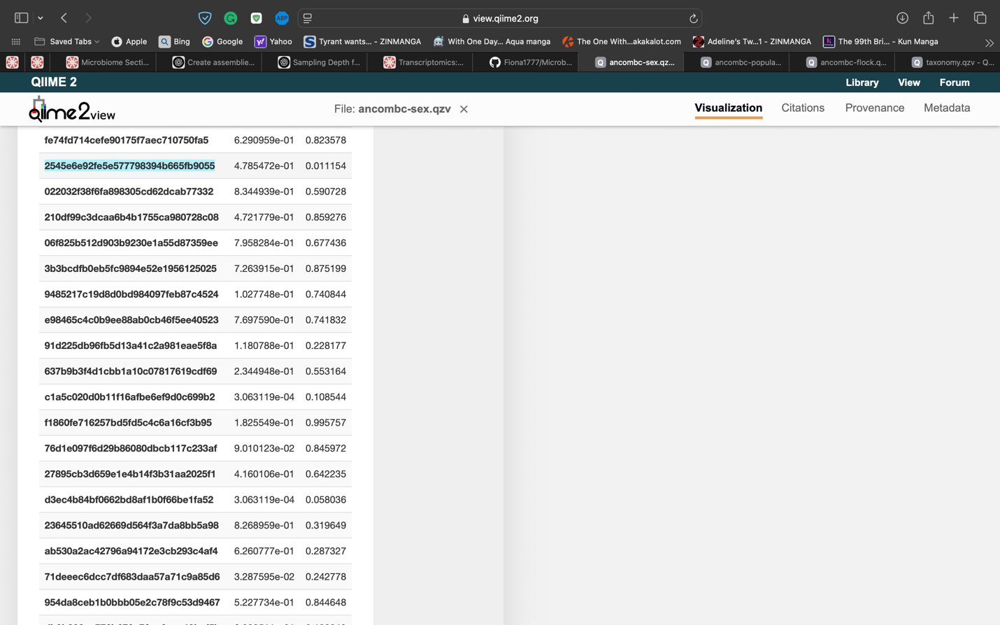 ABP
view.qiime2.org
Saved Tabs
Apple
Bing
Google
Yahoo
Tyrant wants... - ZINMANGA
With One Day... Aqua manga
The One With...akakalot.com
Adeline's Tw...1 - ZINMANGA
The 99th Bri... - Kun Manga
Microbiome Secti...
Create assemblie...
Sampling Depth f...
Transcriptomics:...
Fiona1777/Microb...
ancombc-sex.qz...
ancombc-popula...
ancombc-flock.q...
taxonomy.qzv - Q...
QIIME 2
Library
View
Forum
qiime2view
File: ancombc-sex.qzv
Visualization
Citations
Provenance
Metadata
fe74fd714cefe90175f7aec710750fa5 6.290959e-01 0.823578
2545e6e92fe5e577798394b665fb9055 4.785472e-01 0.011154
022032f38f6fa898305cd62dcab77332 8.344939e-01 0.590728
210df99c3dcaa6b4b1755ca980728c08 4.721779e-01 0.859276
06f825b512d903b9230e1a55d87359ee 7.958284e-01 0.677436
3b3bcdfb0eb5fc9894e52e1956125025 7.263915e-01 0.875199
9485217c19d8d0bd984097feb87c4524 1.027748e-01 0.740844
e98465c4c0b9ee88ab0cb46f5ee40523 7.697590e-01 0.741832
91d225db96fb5d13a41c2a981eae5f8a 1.180788e-01 0.228177
637b9b3f4d1cbb1a10c07817619cdf69 2.344948e-01 0.553164
c1a5c020d0b11f16afbe6ef9d0c699b2 3.063119e-04 0.108544
f1860fe716257bd5fd5c4c6a16cf3b95 1.825549e-01 0.995757
76d1e097f6d29b86080dbcb117c233af 9.010123e-02 0.845972
27895cb3d659e1e4b14f3b31aa2025f1 4.160106e-01 0.642235
d3ec4b84bf0662bd8af1b0f66be1fa52 3.063119e-04 0.058036
23645510ad62669d564f3a7da8bb5a98 8.268959e-01 0.319649
ab530a2ac42796a94172e3cb293c4af4 6.260777e-01 0.287327
71deeec6dcc7df683daa57a71c9a85d6 3.287595e-02 0.242778
954da8ceb1b0bbb05e2c78f9c53d9467 5.227734e-01 0.844648